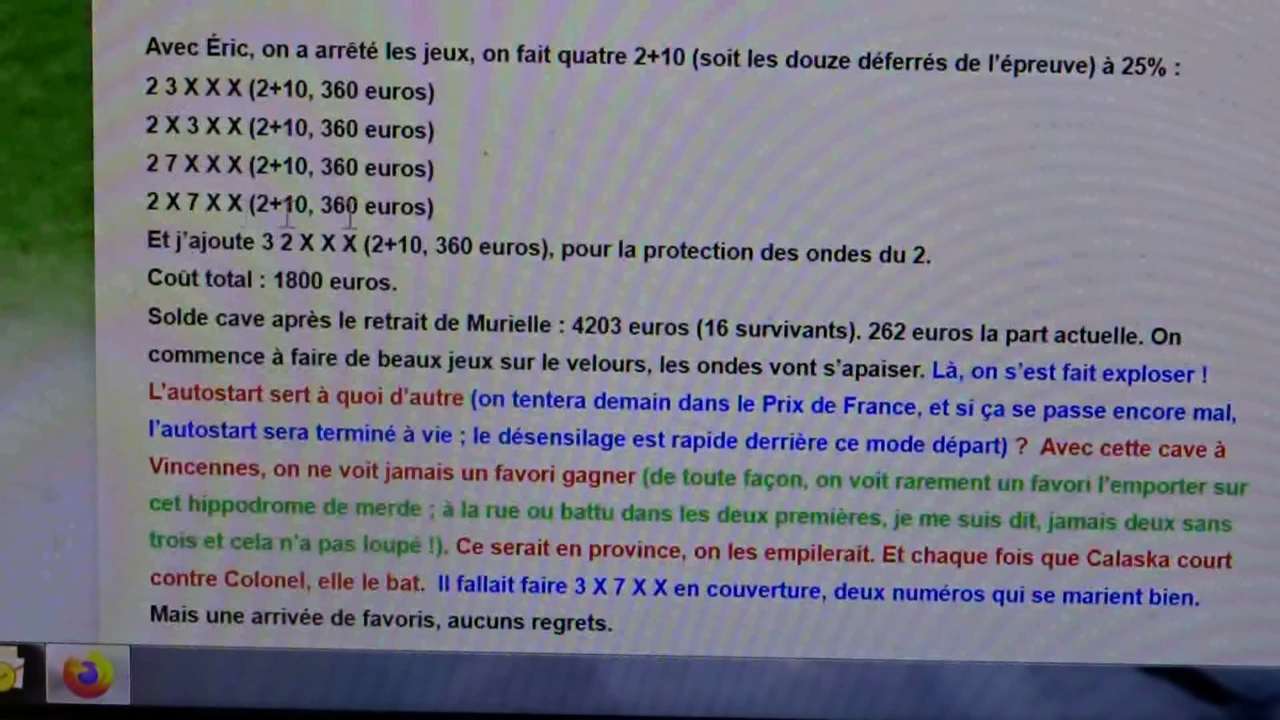 Avec Éric, on a arrêté les jeux, on fait quatre 2+10 (soit les douze déferrés de l'épreuve) à 25% :
2 3 X X X (2+10, 360 euros)
2 X 3 X X (2+10, 360 euros)
2 7 X X X (2+10, 360 euros)
2 X 7 X X (2+10, 360 euros)
Et j'ajoute 3 2 X X X (2+10, 360 euros), pour la protection des ondes du 2.
Coût total : 1800 euros.
Solde cave après le retrait de Murielle : 4203 euros (16 survivants). 262 euros la part actuelle. On
commence à faire de beaux jeux sur le velours, les ondes vont s'apaiser. Là, on s'est fait exploser !
L'autostart sert à quoi d'autre (on tentera demain dans le Prix de France, et si ça se passe encore mal,
l'autostart sera terminé à vie ; le désensilage est rapide derrière ce mode départ) ? Avec cette cave à
Vincennes, on ne voit jamais un favori gagner (de toute façon, on voit rarement un favori l'emporter sur
cet hippodrome de merde ; à la rue ou battu dans les deux premières, je me suis dit, jamais deux sans
trois et cela n'a pas loupé !). Ce serait en province, on les empilerait. Et chaque fois que Calaska court
contre Colonel, elle le bat. Il fallait faire 3 X 7 X X en couverture, deux numéros qui se marient bien.
Mais une arrivée de favoris, aucuns regrets.